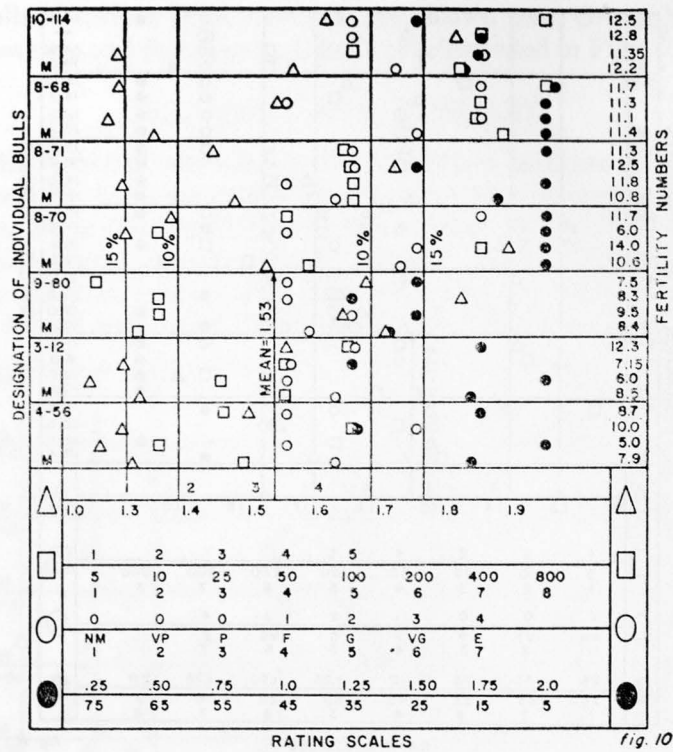 DESIGNATION OF INDIVIDUAL BULLS
FERTILITY NUMBERS
10-114 12.5
12.8
11.35
M 12.2
8-68 11.7
11.3
11.1
M 11.4
8-71 11.3
12.5
11.8
M 10.8
8-70 11.7
15% 10% 10% 15% 6.0
14.0
M 10.6
9-80 7.5
MEAN=1.53 8.3
9.5
M 8.4
3-12 12.3
7.15
6.0
M 8.5
4-56 9.7
10.0
5.0
M 7.9
1 2 3 4
1.0 1.3 1.4 1.5 1.6 1.7 1.8 1.9
1 2 3 4 5
5 10 25 50 100 200 400 800
1 2 3 4 5 6 7 8
0 0 0 1 2 3 4
NM VP P F G VG E
1 2 3 4 5 6 7
.25 .50 .75 1.0 1.25 1.50 1.75 2.0
75 65 55 45 35 25 15 5
RATING SCALES
fig. 10